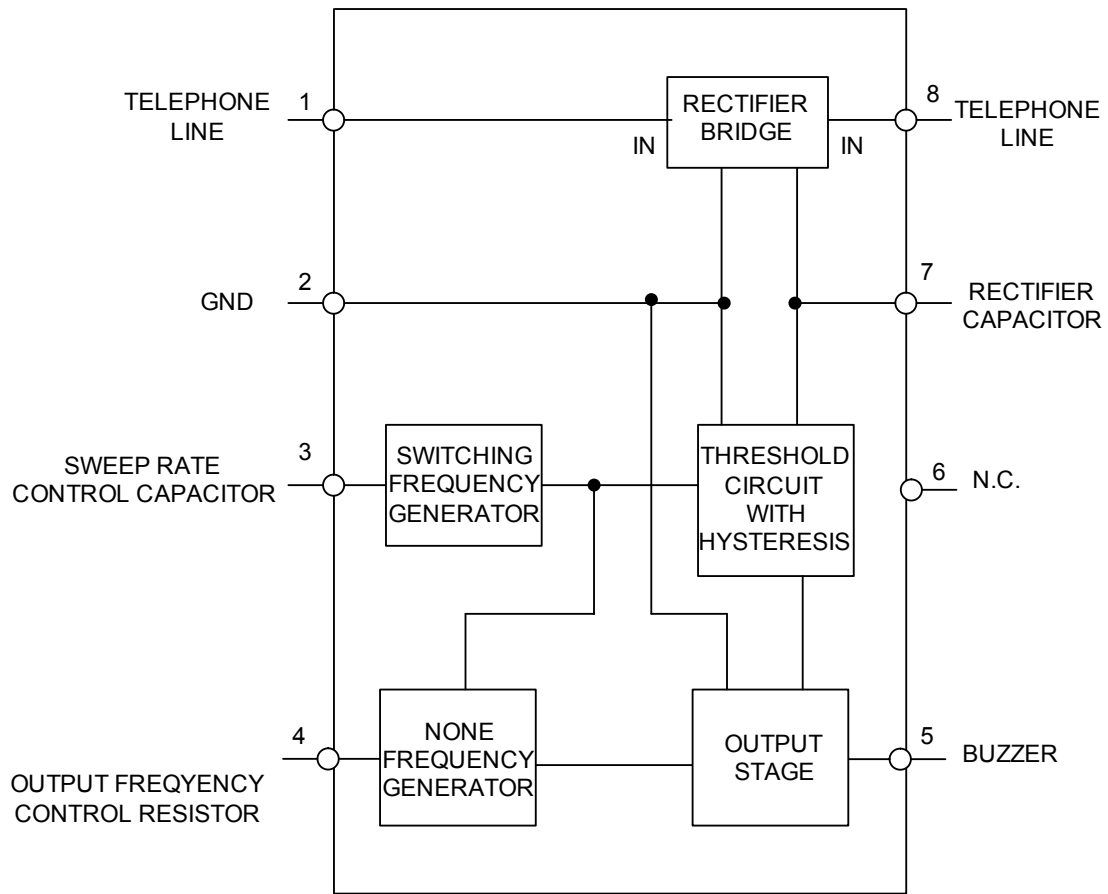 TELEPHONE
LINE
1
RECTIFIER
BRIDGE
IN
IN
8
TELEPHONE
LINE
GND
2
7
RECTIFIER
CAPACITOR
SWEEP RATE
CONTROL CAPACITOR
3
SWITCHING
FREQUENCY
GENERATOR
THRESHOLD
CIRCUIT
WITH
HYSTERESIS
6
N.C.
OUTPUT FREQYENCY
CONTROL RESISTOR
4
NONE
FREQUENCY
GENERATOR
OUTPUT
STAGE
5
BUZZER